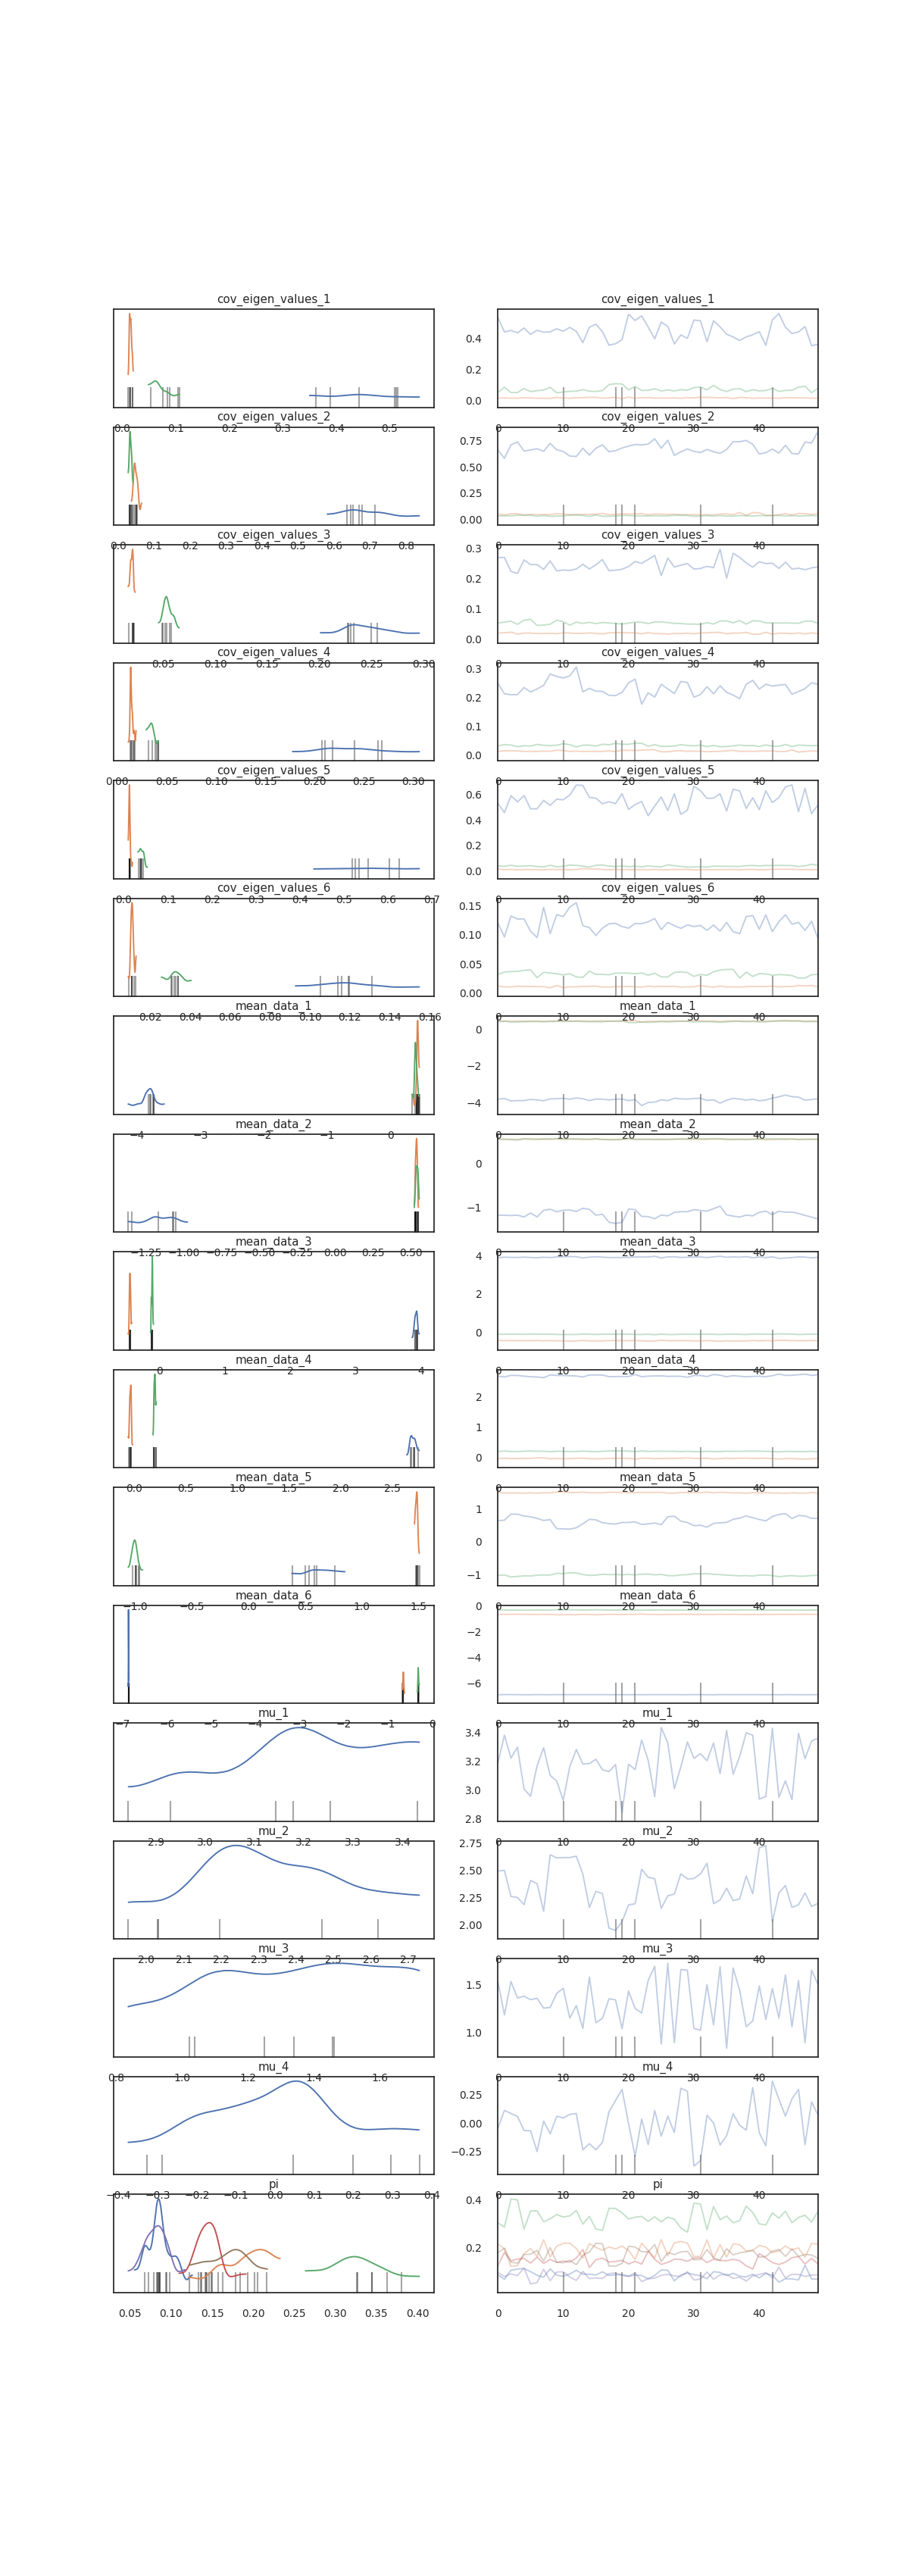 cov_eigen_values_1 cov_eigen_values_1
0.4
0.2
0.0
cov_eigen_values_2 cov_eigen_values_2
0.0 0.1 0.2 0.3 0.4 0.5 0 10 20 30 40
0.75
0.50
0.25
0.00
cov_eigen_values_3 cov_eigen_values_3
0.0 0.1 0.2 0.3 0.4 0.5 0.6 0.7 0.8 0 10 20 30 40
0.3
0.1
0.0
cov_eigen_values_4 cov_eigen_values_4
0.05 0.10 0.15 0.20 0.25 0.30 0 10 20 30 40
0.3
0.2
0.1
0.0
cov_eigen_values_5 cov_eigen_values_5
0.00 0.05 0.10 0.15 0.20 0.25 0.30 0 10 20 30 40
0.6
0.4
0.2
0.0
cov_eigen_values_6 cov_eigen_values_6
0.0 0.1 0.2 0.3 0.4 0.5 0.6 0.7 0 10 20 30 40
0.15
0.10
0.05
0.00
mean_data_1 mean_data_1
0.02 0.04 0.06 0.08 0.10 0.12 0.14 0.16 0 10 20 30 40
0
−2
−4
mean_data_2 mean_data_2
−4 −3 −2 −1 0 0 10 20 30 40
0
−1
mean_data_3 mean_data_3
−1.25 −1.00 −0.75 −0.50 −0.25 0.00 0.25 0.50 0 10 20 30 40
4
2
0
mean_data_4 mean_data_4
0 1 2 3 4 0 10 20 30 40
2
1
0
mean_data_5 mean_data_5
0.0 0.5 1.0 1.5 2.0 2.5 0 10 20 30 40
1
0
−1
mean_data_6 mean_data_6
−1.0 −0.5 0.0 0.5 1.0 1.5 0 10 20 30 40
0
−2
−4
−6
mu_1 mu_1
−7 −6 −5 −4 −3 −2 −1 0 0 10 20 30 40
3.4
3.2
3.0
2.8
mu_2 mu_2
2.9 3.0 3.1 3.2 3.3 3.4 0 10 20 30 40
2.75
2.50
2.25
2.00
mu_3 mu_3
2.0 2.1 2.2 2.3 2.4 2.5 2.6 2.7 0 10 20 30 40
1.5
1.0
mu_4 mu_4
0.8 1.0 1.2 1.4 1.6 0 10 20 30 40
0.25
0.00
−0.25
pi pi
−0.4 −0.3 −0.2 −0.1 0.0 0.1 0.2 0.3 0.4 0 10 20 30 40
0.4
0.2
0.05 0.10 0.15 0.20 0.25 0.30 0.35 0.40 0 10 20 30 40